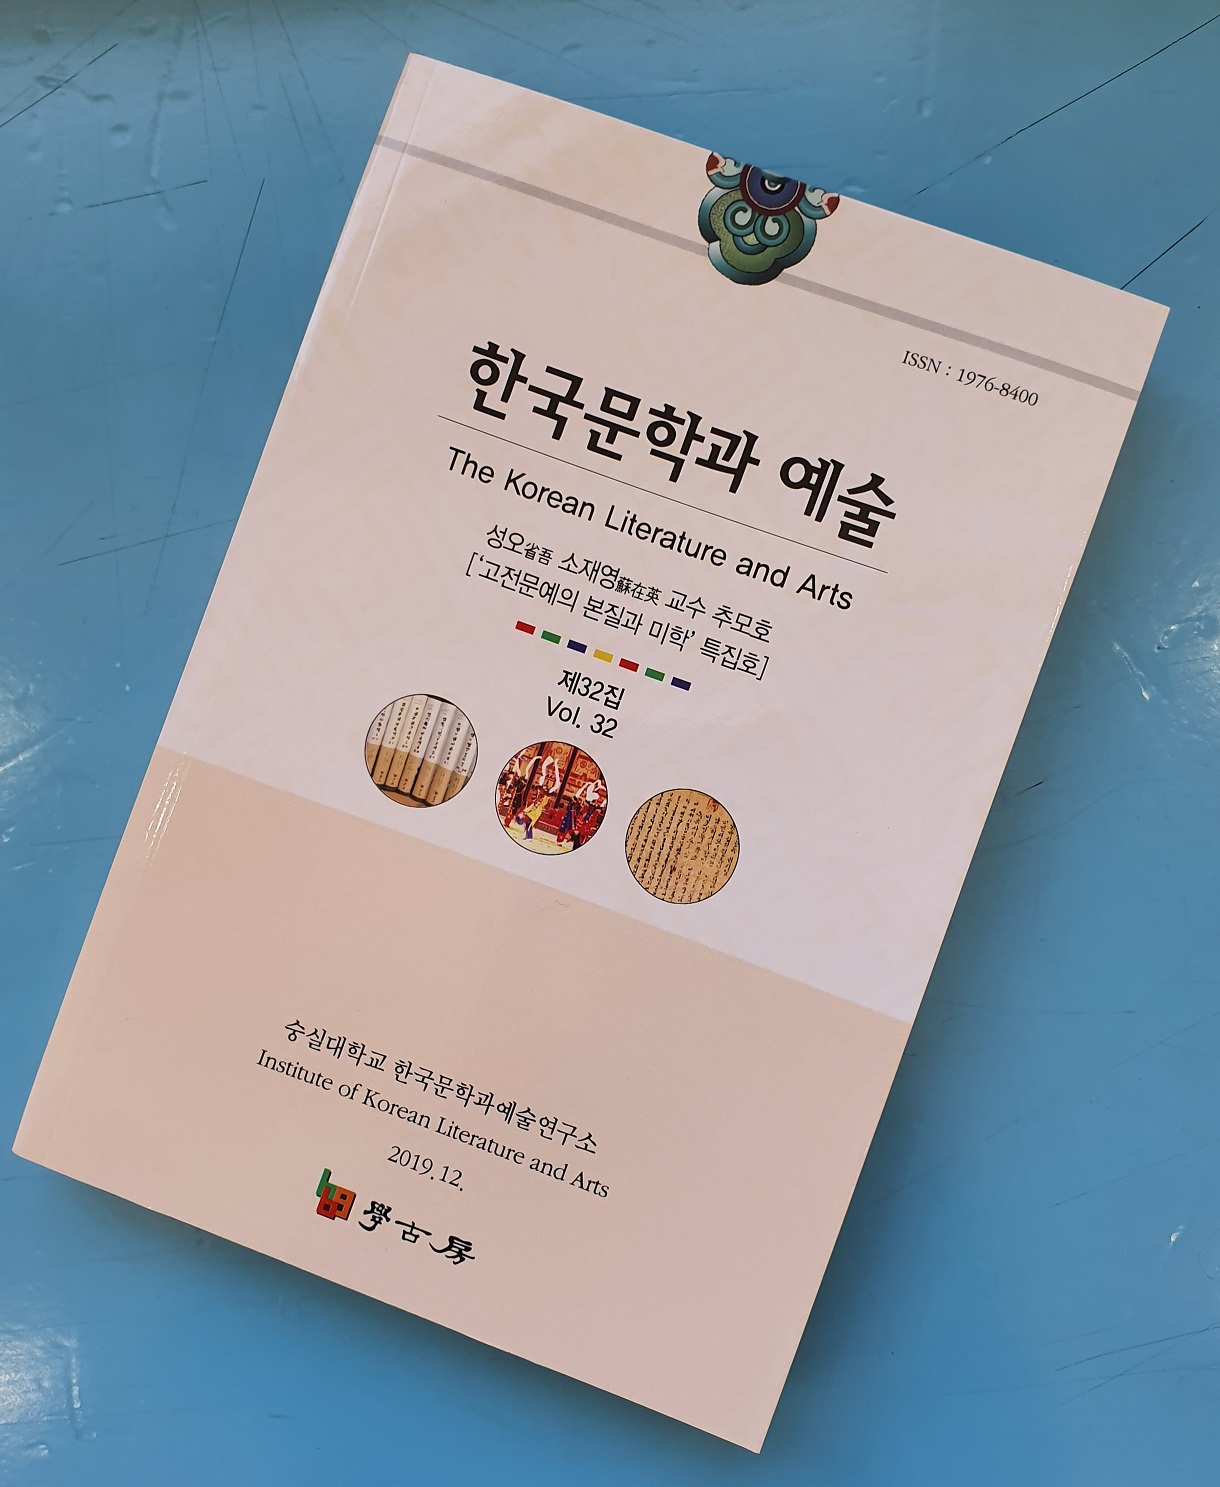 ISSN : 1976-8400
한국문학과 예술
The Korean Literature and Arts
성오省吾 소재영蘇在英 교수 추모호
['고전문예의 본질과 미학' 특집호]
제32집
Vol. 32
숭실대학교 한국문학과예술연구소
Institute of Korean Literature and Arts
2019. 12.
學古房